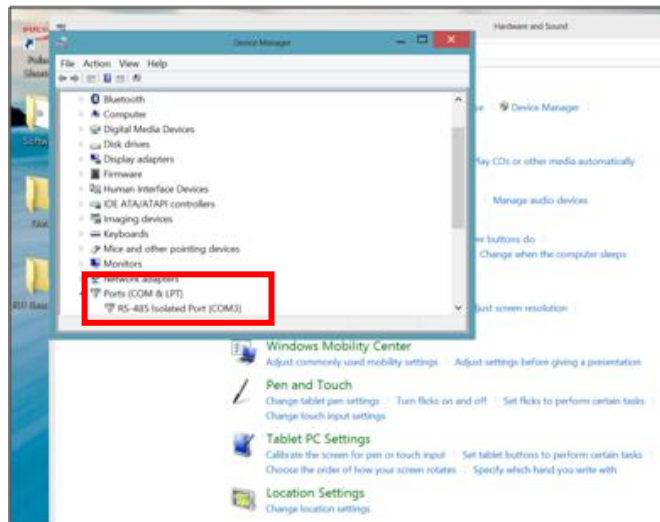 Hardware and Sound
Device Manager
File Action View Help
Bluetooth
Computer
Digital Media Devices
Disk drives
Display adapters
Firmware
Human Interface Devices
IDE ATA/ATAPI controllers
Imaging devices
Keyboards
Mice and other pointing devices
Monitors
Network adapters
Ports (COM & LPT)
RS-485 Isolated Port (COM3)
Device Manager
Play CDs or other media automatically
Manage audio devices
buttons do
Change when the computer sleeps
Adjust screen resolution
Windows Mobility Center
Adjust commonly used mobility settings Adjust settings before giving a presentation
Pen and Touch
Change tablet pen settings Turn flicks on and off Set flicks to perform certain tasks
Change touch input settings
Tablet PC Settings
Calibrate the screen for pen or touch input Set tablet buttons to perform certain tasks
Choose the order of how your screen rotates Specify which hand you write with
Location Settings
Change location settings